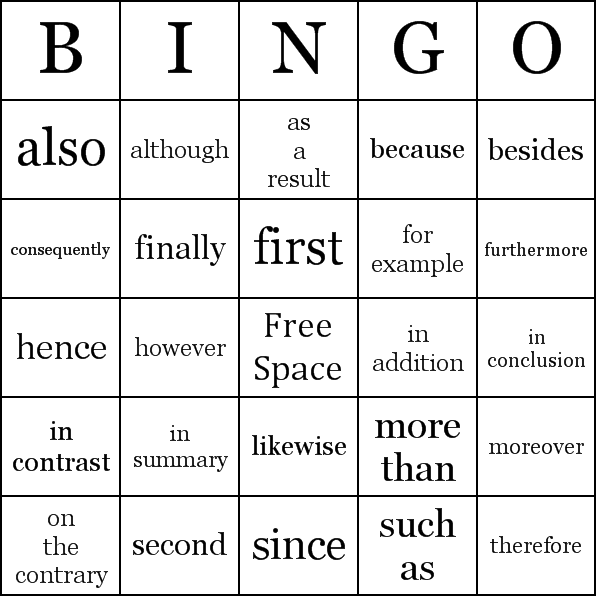 B I N G O
also although as a result because besides
consequently finally first for example furthermore
hence however Free Space in addition in conclusion
in contrast in summary likewise more than moreover
on the contrary second since such as therefore